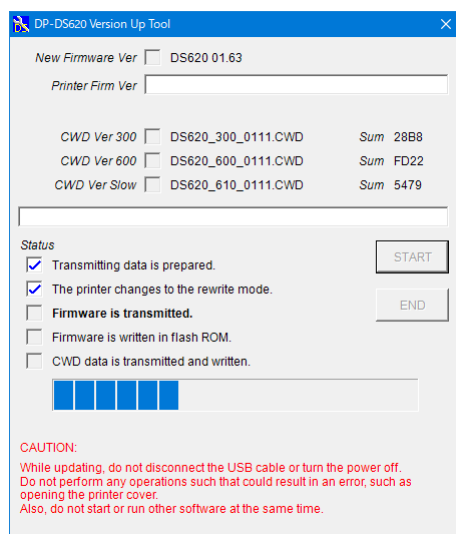 DP-DS620 Version Up Tool
New Firmware Ver DS620 01.63
Printer Firm Ver
CWD Ver 300 DS620_300_0111.CWD Sum 28B8
CWD Ver 600 DS620_600_0111.CWD Sum FD22
CWD Ver Slow DS620_610_0111.CWD Sum 5479
Status
START
Transmitting data is prepared.
The printer changes to the rewrite mode.
END
Firmware is transmitted.
Firmware is written in flash ROM.
CWD data is transmitted and written.
CAUTION:
While updating, do not disconnect the USB cable or turn the power off.
Do not perform any operations such that could result in an error, such as
opening the printer cover.
Also, do not start or run other software at the same time.